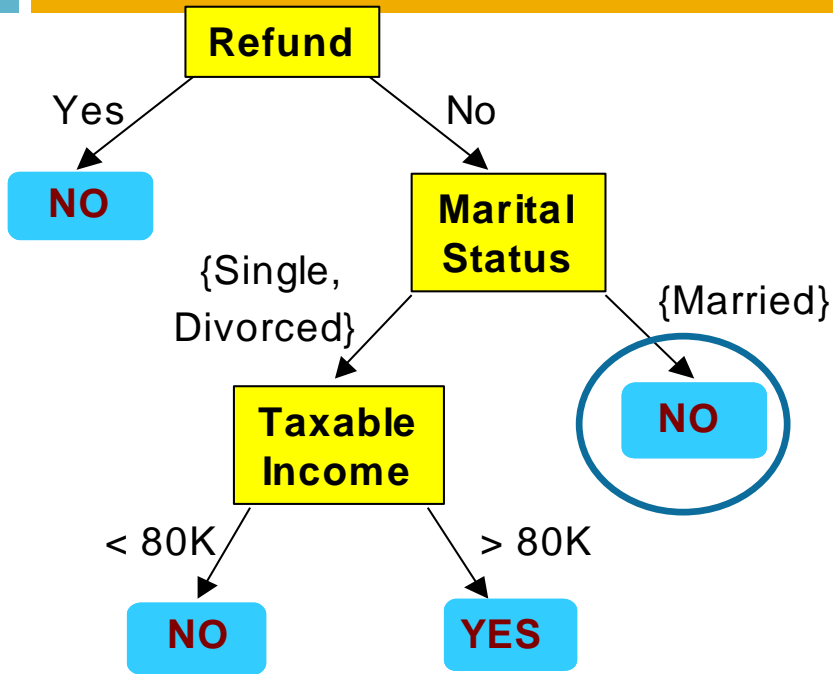 Refund
Yes
No
NO
Marital
Status
{Single,
Divorced}
{Married}
Taxable
Income
NO
< 80K
> 80K
NO
YES